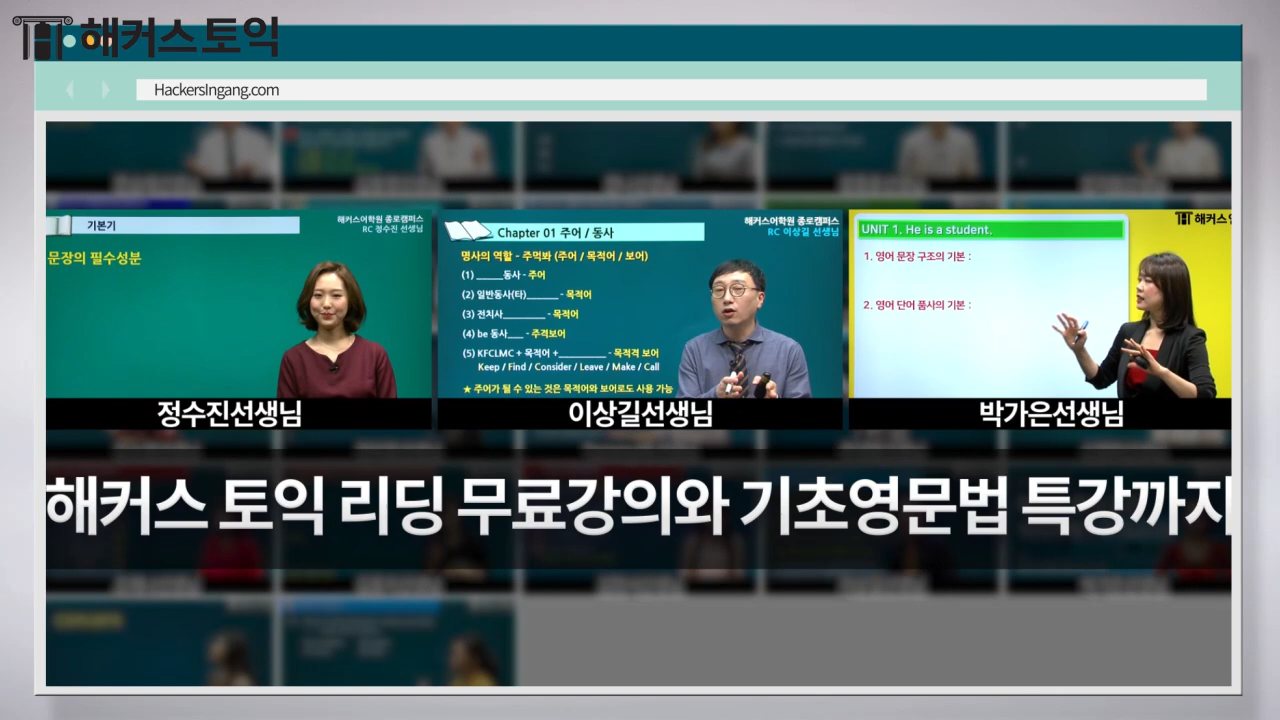 해커스토익
HackersIngang.com
기본기
해커스어학원 종로캠퍼스
RC 정수진 선생님
문장의 필수성분
정수진선생님
Chapter 01 주어 / 동사
해커스어학원 종로캠퍼스
RC 이상길 선생님
명사의 역할 - 주먹봐 (주어 / 목적어 / 보어)
(1) ______동사 - 주어
(2) 일반동사(타)_______ - 목적어
(3) 전치사_________ - 목적어
(4) be 동사___ - 주격보어
(5) KFCLMC + 목적어 +__________ - 목적격 보어
Keep / Find / Consider / Leave / Make / Call
★ 주어가 될 수 있는 것은 목적어와 보어로도 사용 가능
이상길선생님
해커스
UNIT 1. He is a student.
1. 영어 문장 구조의 기본 :
2. 영어 단어 품사의 기본 :
박가은선생님
해커스 토익 리딩 무료강의와 기초영문법 특강까지